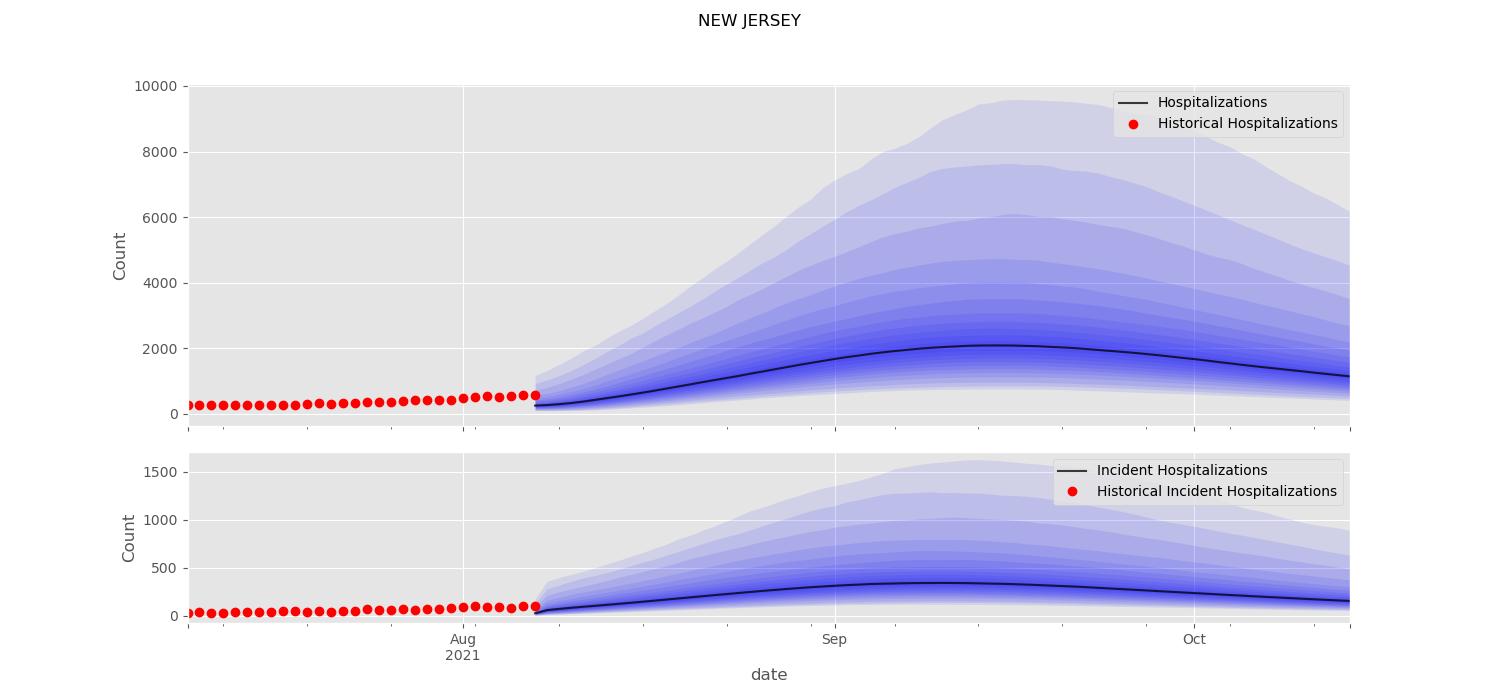 NEW JERSEY
10000
8000
6000
4000
2000
0
Count
Hospitalizations
Historical Hospitalizations
1500
1000
500
0
Count
Incident Hospitalizations
Historical Incident Hospitalizations
Aug
2021
Sep
Oct
date